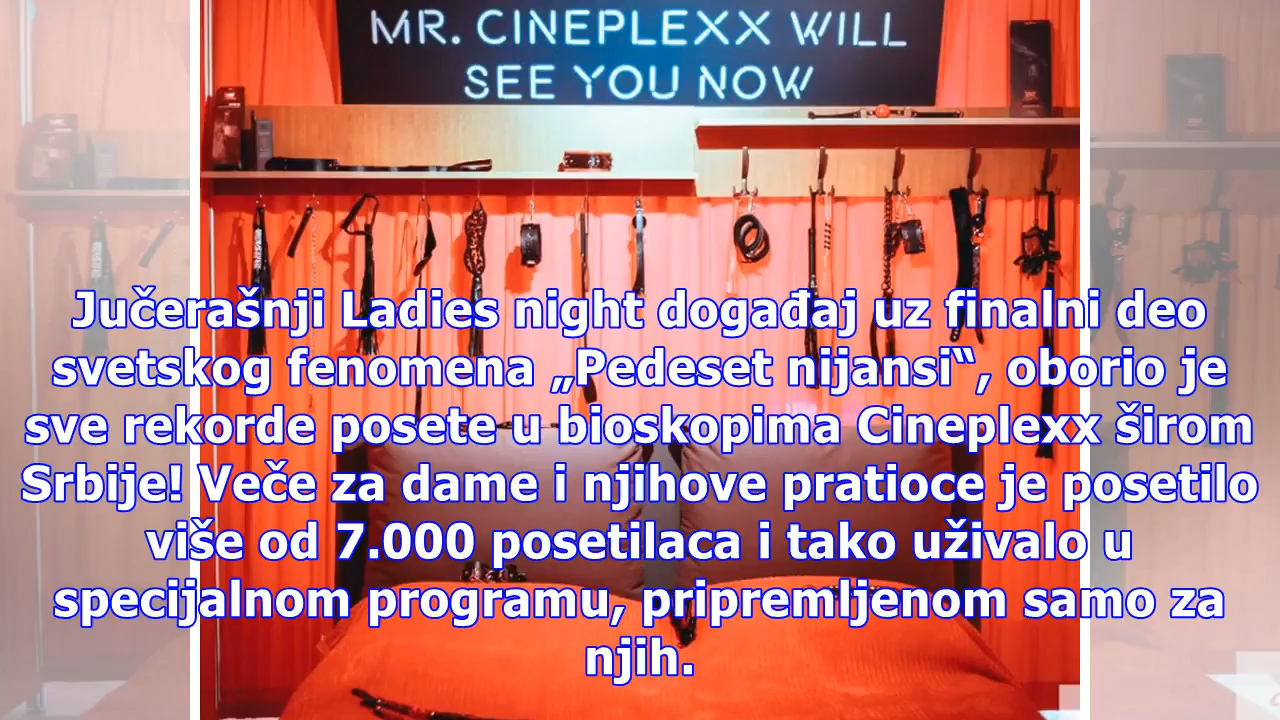 MR. CINEPLEXX WILL
SEE YOU NOW
Jučerašnji Ladies night događaj uz finalni deo
svetskog fenomena „Pedeset nijansi“, oborio je
sve rekorde posete u bioskopima Cineplexx širom
Srbije! Veče za dame i njihove pratioce je posetilo
više od 7.000 posetilaca i tako uživalo u
specijalnom programu, pripremljenom samo za
njih.